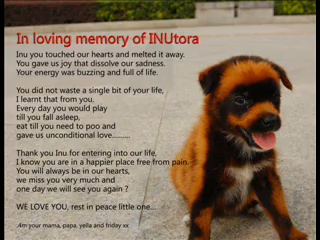 In loving memory of INUtora
Inu you touched our hearts and melted it away.
You gave us joy that dissolve our sadness.
Your energy was buzzing and full of life.
You did not waste a single bit of your life,
I learnt that from you.
Every day you would play
till you fall asleep,
eat till you need to poo and
gave us unconditional love..........
Thank you Inu for entering into our life,
I know you are in a happier place free from pain.
You will always be in our hearts,
we miss you very much and
one day we will see you again ?
WE LOVE YOU, rest in peace little one...
Am your mama, papa, yella and friday xx